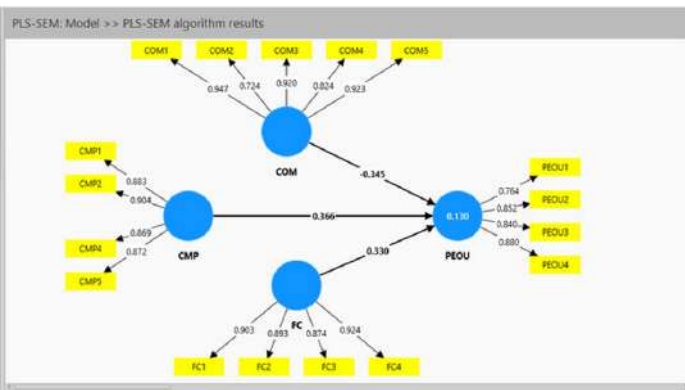 PLS-SEM: Model >> PLS-SEM algorithm results
COM1 COM2 COM3 COM4 COM5
0.947 0.724 0.920 0.824 0.923
COM
CMP1
CMP2
CMP4
CMP5
0.883
0.904
0.869
0.872
CMP
-0.345
0.366
0.330
0.130
PEOU
PEOU1
PEOU2
PEOU3
PEOU4
0.764
0.852
0.840
0.880
FC
0.903 0.893 0.874 0.924
FC1 FC2 FC3 FC4